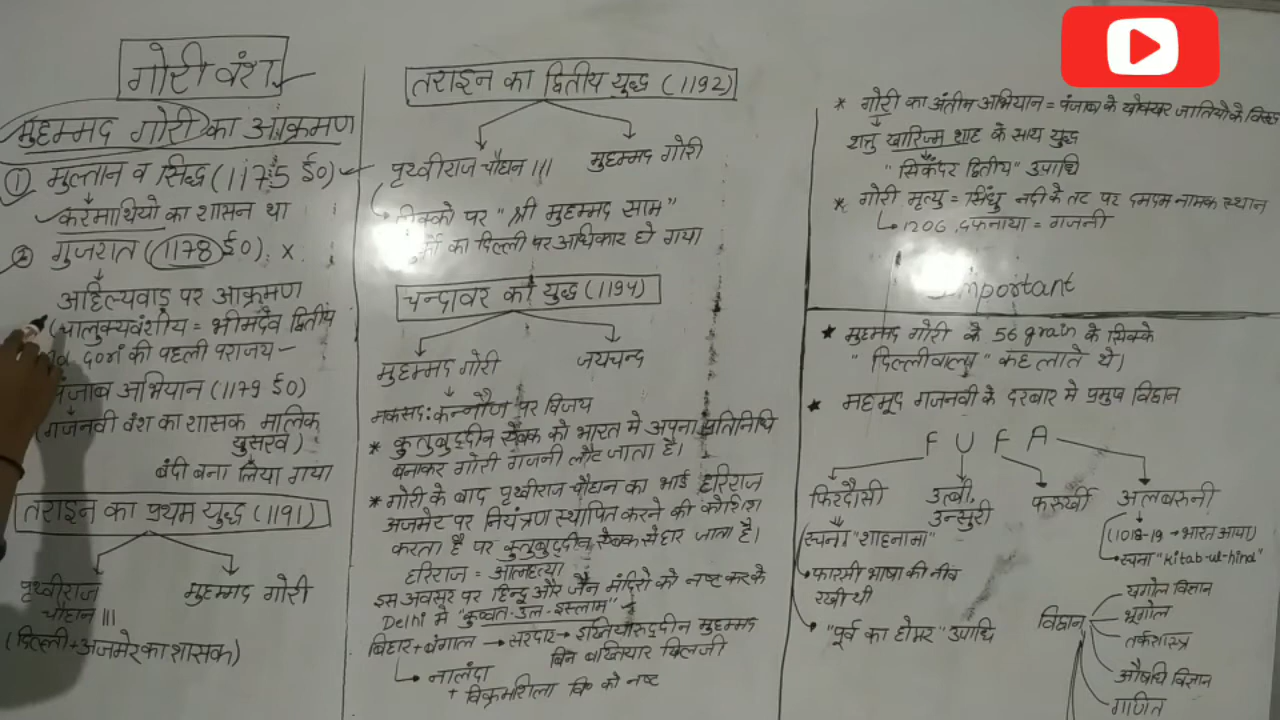 गोरी वंश
मुहम्मद गोरी का आक्रमण
① मुल्तान व सिद्ध (1175 ई०)
करमाथियो का शासन था
② गुजरात (1178 ई०) ×
अहिल्यवाड़ पर आक्रमण
(चालुक्यवंशीय = भीमदेव द्वितीय
की पहली पराजय –
पंजाब अभियान (1179 ई०)
(गजनवी वंश का शासक मालिक
खुसरव)
बंदी बना लिया गया
तराइन का प्रथम युद्ध (1191)
पृथ्वीराज चौहान III
मुहम्मद गोरी
(दिल्ली + अजमेर का शासक)
तराइन का द्वितीय युद्ध (1192)
पृथ्वीराज चौहान III
मुहम्मद गोरी
सिक्को पर "श्री मुहम्मद साम"
का दिल्ली पर अधिकार हो गया
चन्दावर का युद्ध (1194)
मुहम्मद गोरी
जयचन्द
मकसद: कन्नौज पर विजय
* कुतुबुद्दीन ऐबक को भारत मे अपना प्रतिनिधि
बनाकर गोरी गजनी लौट जाता है।
* गोरी के बाद पृथ्वीराज चौहान का भाई हरिराज
अजमेर पर नियंत्रण स्थापित करने की कोशिश
करता है पर कुतुबुद्दीन ऐबक से हार जाता है।
हरिराज = आत्महत्या
इस अवसर पर हिन्दू और जैन मंदिरो को नष्ट करके
Delhi मे "कुव्वत-उल-इस्लाम"
बिहार + बंगाल → सरदार → इख्तियारुद्दीन मुहम्मद
बिन बख्तियार खिलजी
नालंदा
+ विक्रमशिला वि० को नष्ट
* गोरी का अंतीम अभियान = पंजाब के खोक्खर जातियो के विरुद्ध
शत्रु खारिज्म शाह के साथ युद्ध
"सिकंदर द्वितीय" उपाधि
* गोरी मृत्यु = सिंधु नदी के तट पर दमदम नामक स्थान
1206, दफनाया = गजनी
Important
* मुहम्मद गोरी के 56 grain के सिक्के
"दिल्लीवाल" कहलाते थे।
* महमूद गजनवी के दरबार मे प्रमुख विद्वान
F U F A
फिरदौसी
उत्बी, उन्सुरी
फरुखी
अलबरुनी
रचना "शाहनामा"
(1018-19 → भारत आया)
रचना "Kitab-ul-hind"
फारसी भाषा की नींव
रखी थी
"पूर्व का होमर" उपाधि
विद्वान
खगोल विज्ञान
भूगोल
तर्कशास्त्र
औषधि विज्ञान
गणित